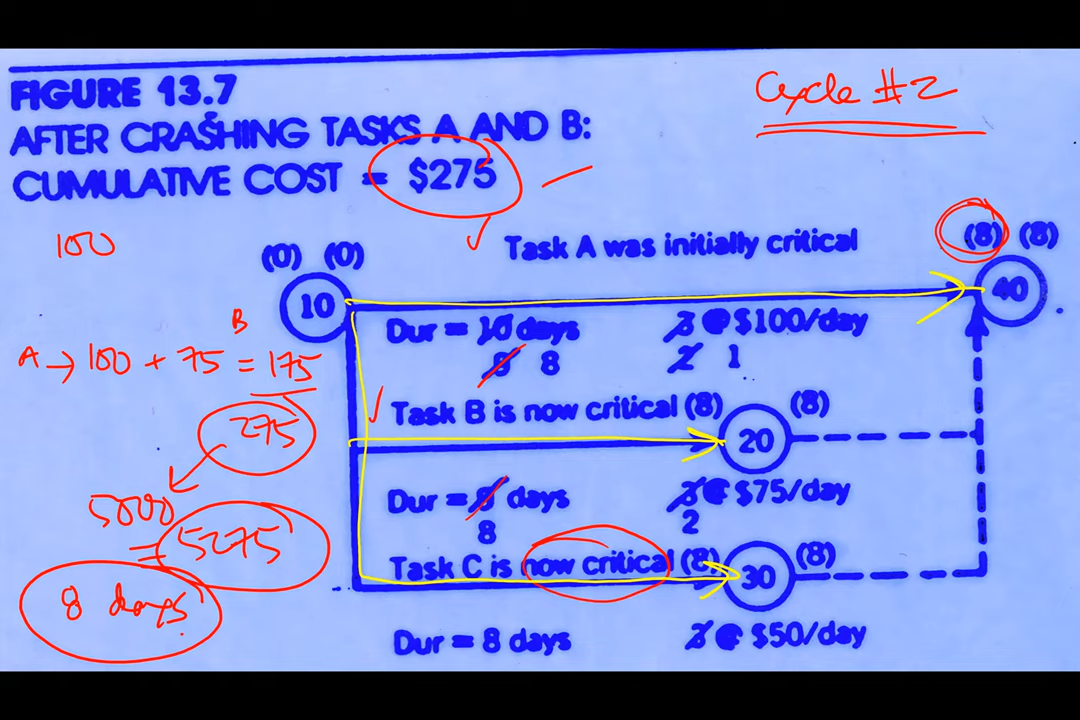 Cycle #2
FIGURE 13.7
AFTER CRASHING TASKS A AND B:
CUMULATIVE COST = $275
100
Task A was initially critical
(0) (0)
(8) (8)
10
40
Dur = 10 days
9 8
3 @ $100/day
2 1
B
A → 100 + 75 = 175
275
5000
= 5275
8 days
Task B is now critical (8)
(8)
20
Dur = 9 days
8
3 @ $75/day
2
Task C is now critical (8)
(8)
30
Dur = 8 days
@ $50/day